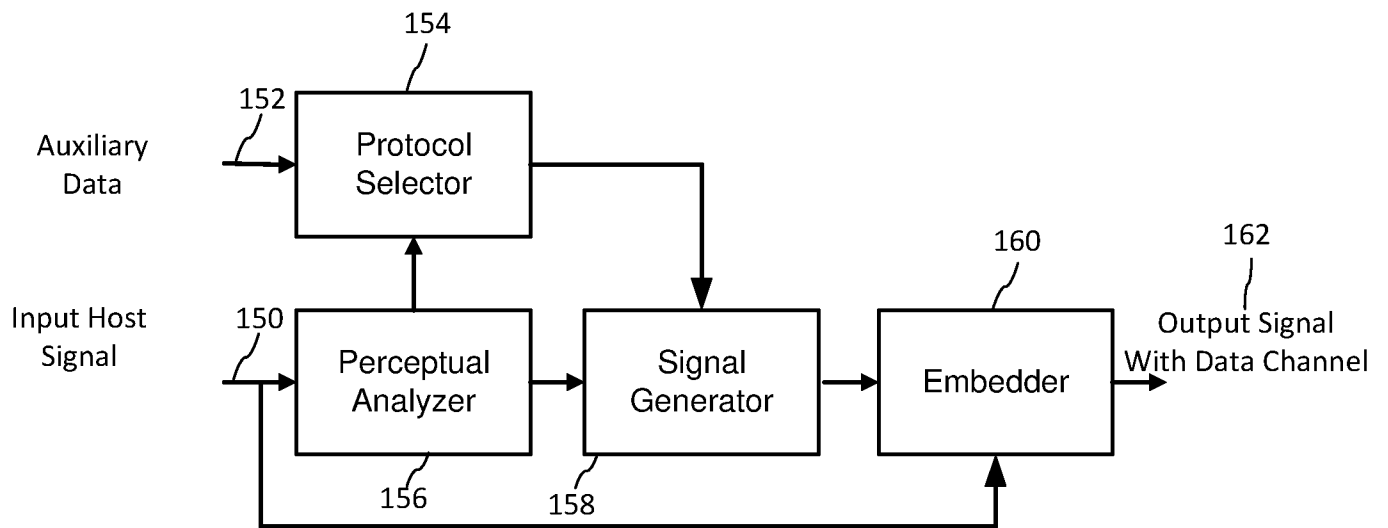 154
152
Auxiliary
Data
Protocol
Selector
160
162
Input Host
Signal
150
Perceptual
Analyzer
Signal
Generator
Embedder
Output Signal
With Data Channel
156
158